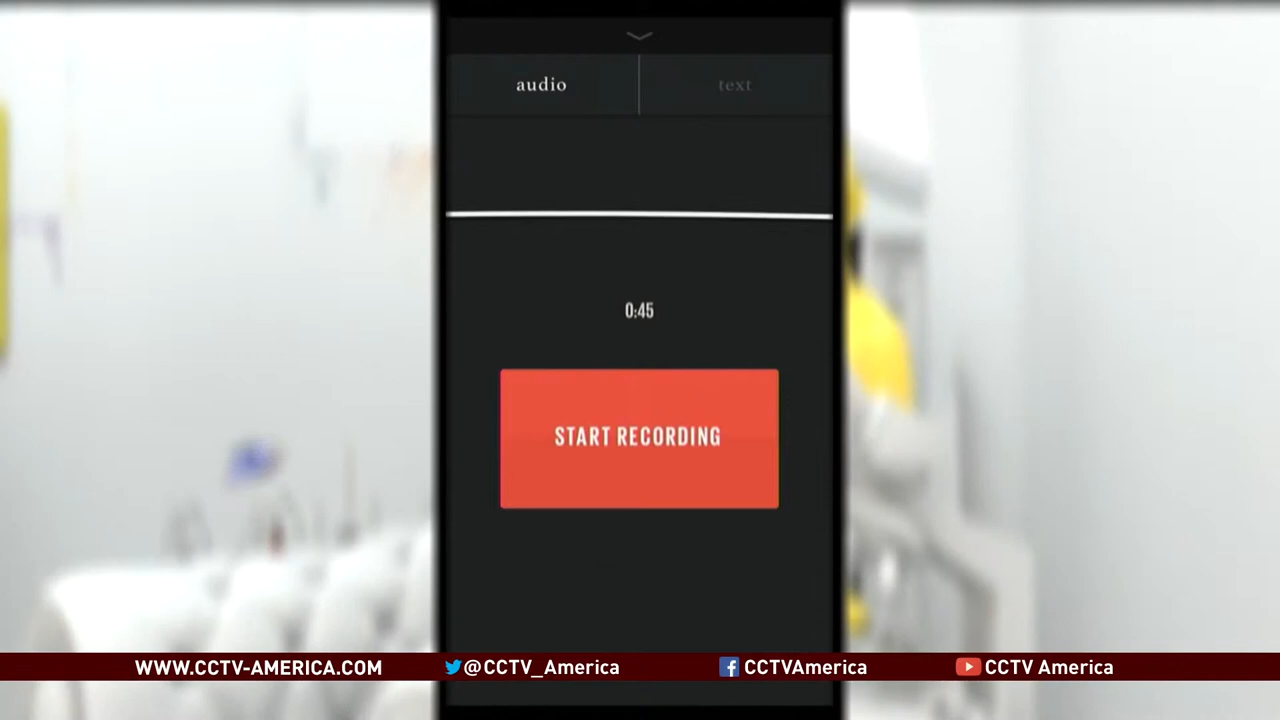 audio
text
0:45
START RECORDING
WWW.CCTV-AMERICA.COM
@CCTV_America
CCTVAmerica
CCTV America